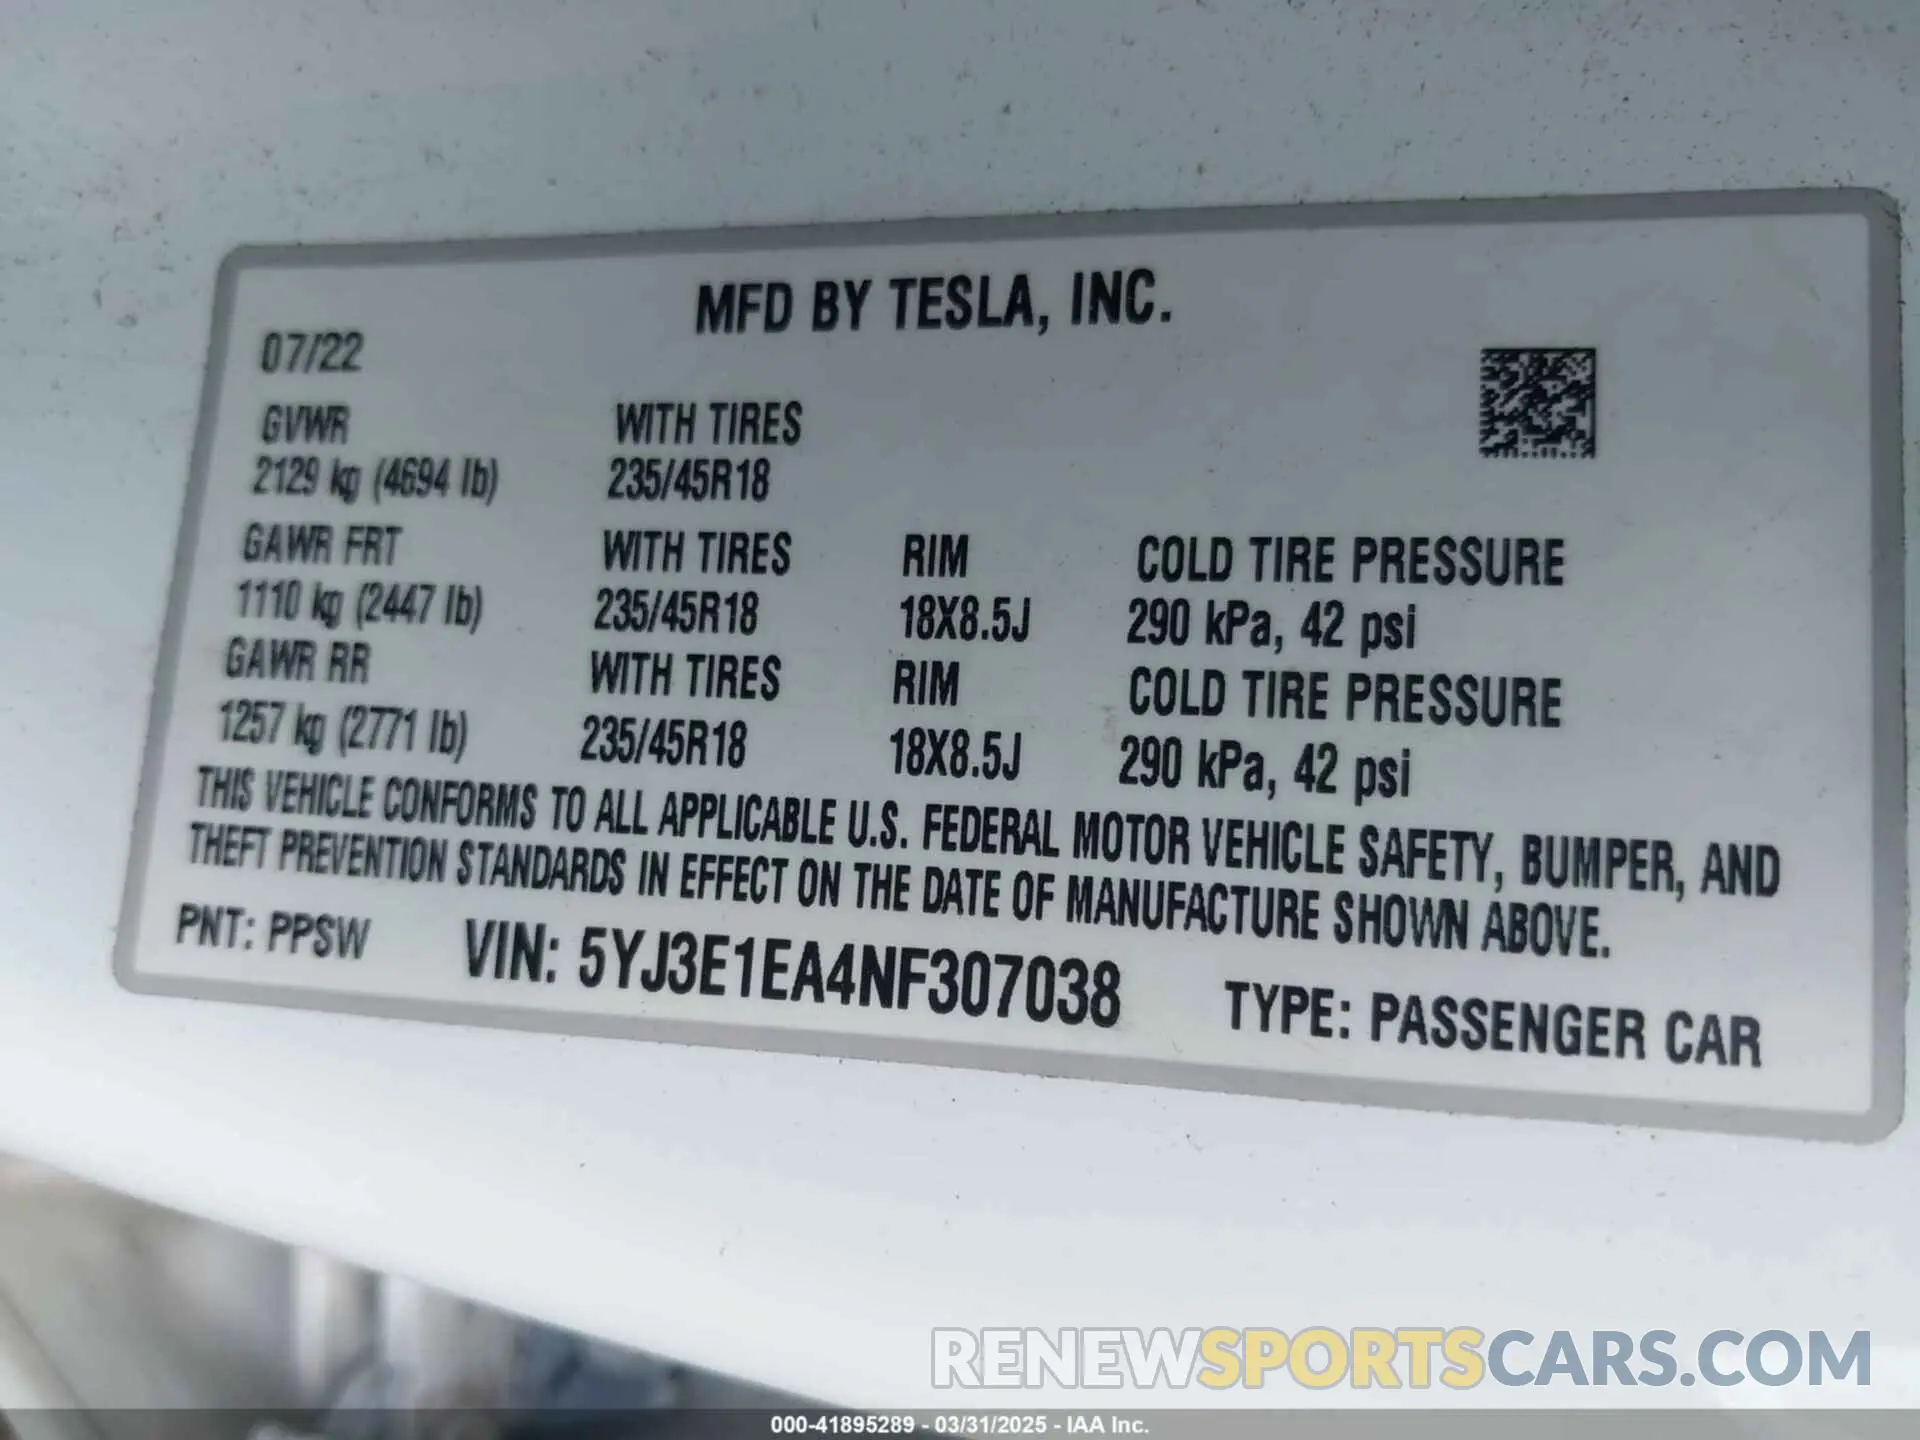 MFD BY TESLA, INC.
07/22
GVWR WITH TIRES
2129 kg (4694 lb) 235/45R18
GAWR FRT WITH TIRES RIM COLD TIRE PRESSURE
1110 kg (2447 lb) 235/45R18 18X8.5J 290 kPa, 42 psi
GAWR RR WITH TIRES RIM COLD TIRE PRESSURE
1257 kg (2771 lb) 235/45R18 18X8.5J 290 kPa, 42 psi
THIS VEHICLE CONFORMS TO ALL APPLICABLE U.S. FEDERAL MOTOR VEHICLE SAFETY, BUMPER, AND
THEFT PREVENTION STANDARDS IN EFFECT ON THE DATE OF MANUFACTURE SHOWN ABOVE.
PNT: PPSW VIN: 5YJ3E1EA4NF307038 TYPE: PASSENGER CAR
RENEWSPORTSCARS.COM
000-41895289 - 03/31/2025 - IAA Inc.